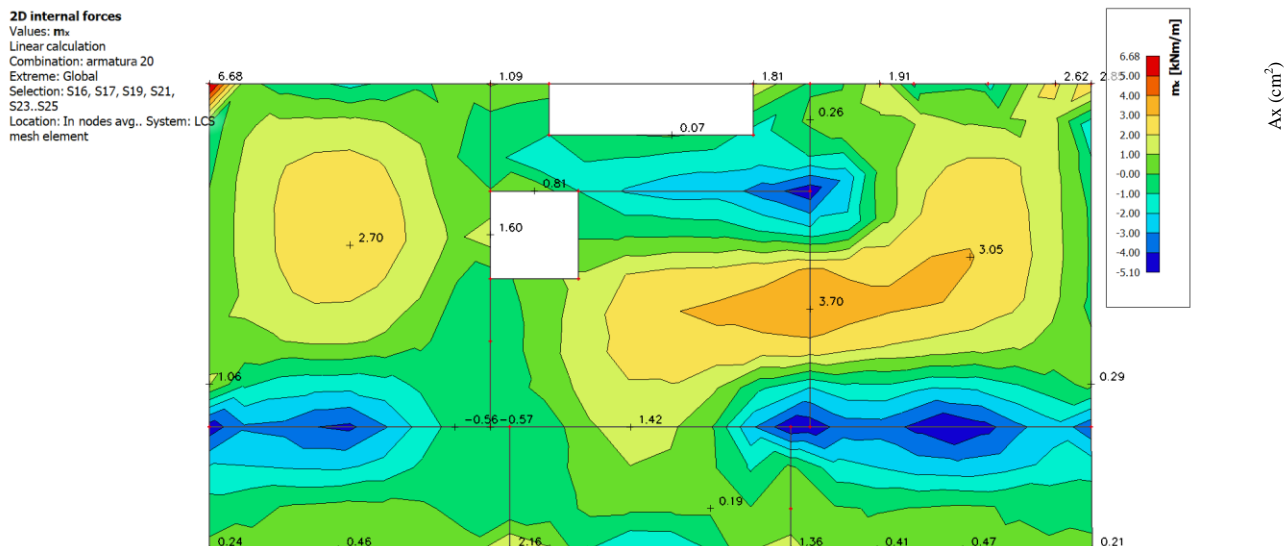 2D internal forces
Values: mₓ
Linear calculation
Combination: armatura 20
Extreme: Global
Selection: S16, S17, S19, S21,
S23..S25
Location: In nodes avg.. System: LCS
mesh element
6.68 1.09 1.81 1.91 2.62
0.26
0.07
0.81
1.60
2.70
3.05
3.70
1.06
0.29
-0.56 -0.57 1.42
0.19
0.24 0.46 2.16 1.36 0.41 0.47 0.21
mₓ [kNm/m]
6.68
5.00
4.00
3.00
2.00
1.00
0.00
-1.00
-2.00
-3.00
-4.00
-5.10
Ax (cm²)